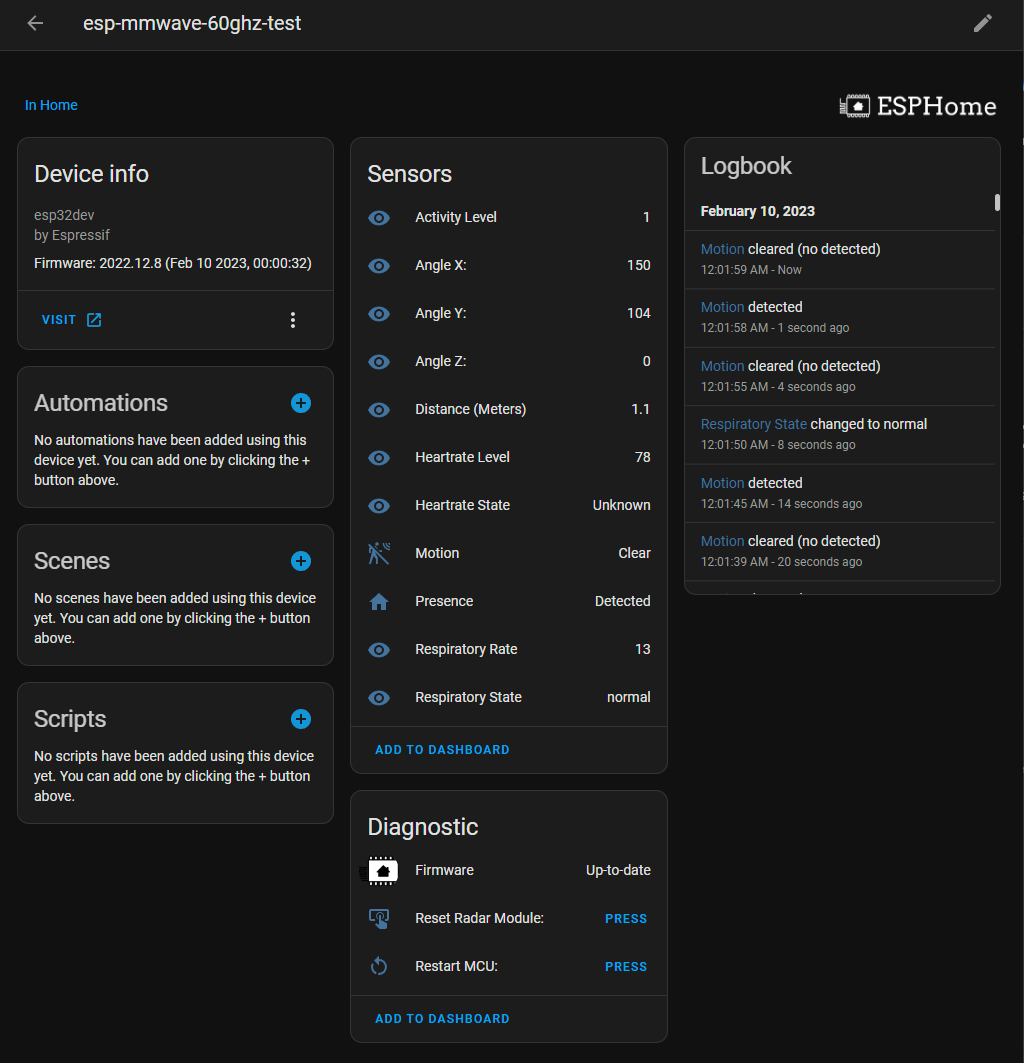 esp-mmwave-60ghz-test
In Home
ESPHome
Device info
esp32dev
by Espressif
Firmware: 2022.12.8 (Feb 10 2023, 00:00:32)
VISIT
Automations
No automations have been added using this
device yet. You can add one by clicking the +
button above.
Scenes
No scenes have been added using this device
yet. You can add one by clicking the + button
above.
Scripts
No scripts have been added using this device
yet. You can add one by clicking the + button
above.
Sensors
Activity Level 1
Angle X: 150
Angle Y: 104
Angle Z: 0
Distance (Meters) 1.1
Heartrate Level 78
Heartrate State Unknown
Motion Clear
Presence Detected
Respiratory Rate 13
Respiratory State normal
ADD TO DASHBOARD
Diagnostic
Firmware Up-to-date
Reset Radar Module: PRESS
Restart MCU: PRESS
ADD TO DASHBOARD
Logbook
February 10, 2023
Motion cleared (no detected)
12:01:59 AM - Now
Motion detected
12:01:58 AM - 1 second ago
Motion cleared (no detected)
12:01:55 AM - 4 seconds ago
Respiratory State changed to normal
12:01:50 AM - 8 seconds ago
Motion detected
12:01:45 AM - 14 seconds ago
Motion cleared (no detected)
12:01:39 AM - 20 seconds ago